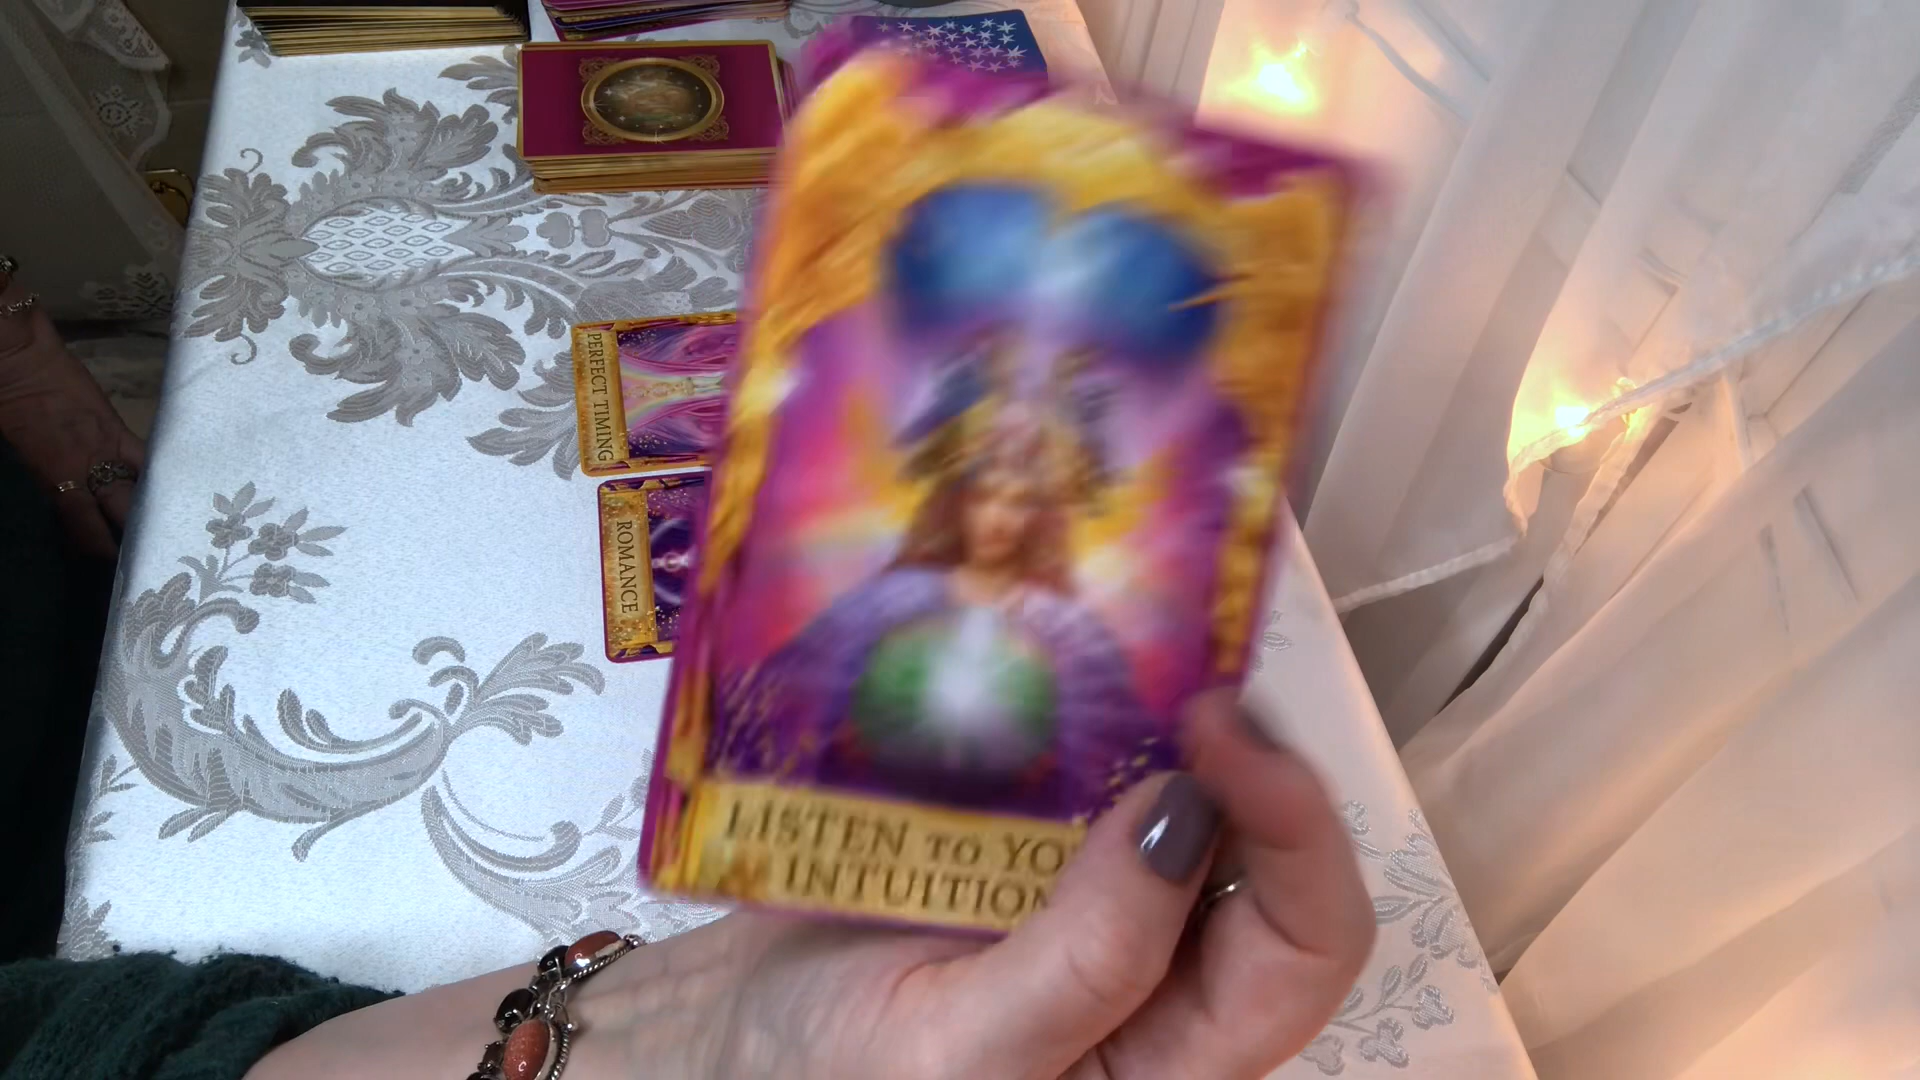 PERFECT TIMING
ROMANCE
LISTEN TO YO
INTUITION